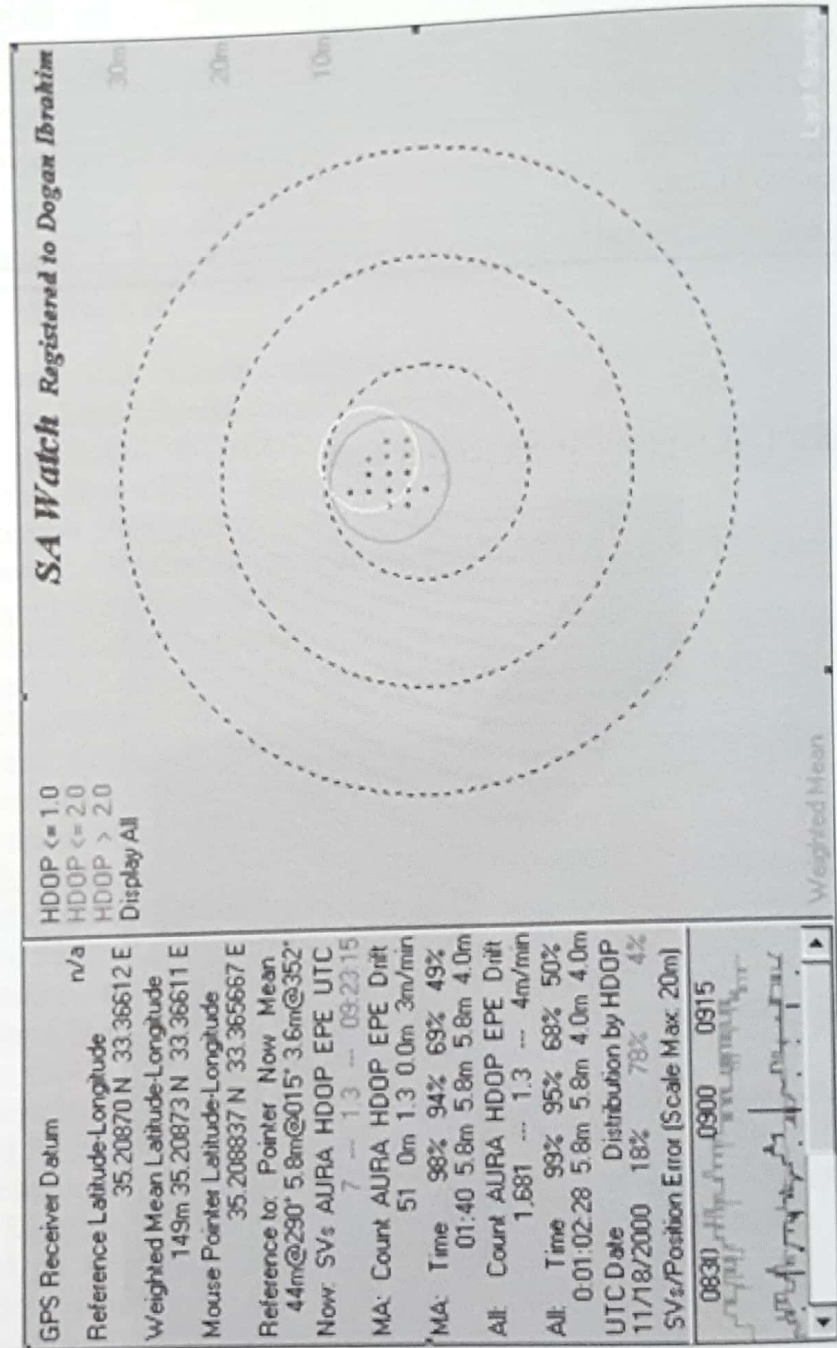 GPS Receiver Datum
n/a
Reference Latitude-Longitude
35.20870 N 33.36612 E
Weighted Mean Latitude-Longitude
149m 35.20873 N 33.36611 E
Mouse Pointer Latitude-Longitude
35.208837 N 33.365667 E
Reference to: Pointer Now Mean
44m@290° 5.8m@015° 3.6m@352°
Now: SVs AURA HDOP EPE UTC
7 --- 1.3 --- 09:23:15
MA: Count AURA HDOP EPE Drift
51 0m 1.3 0.0m 3m/min
MA: Time 98% 94% 69% 49%
01:40 5.8m 5.8m 5.8m 4.0m
All: Count AURA HDOP EPE Drift
1,681 --- 1.3 --- 4m/min
All: Time 99% 95% 68% 50%
0:01:02:28 5.8m 5.8m 4.0m 4.0m
UTC Date Distribution by HDOP
11/18/2000 18% 78% 4%
SVs/Position Error (Scale Max: 20m)
0830 0900 0915
HDOP <= 1.0
HDOP <= 2.0
HDOP > 2.0
Display All
SA Watch Registered to Dogan Ibrahim
30m
20m
10m
Weighted Mean